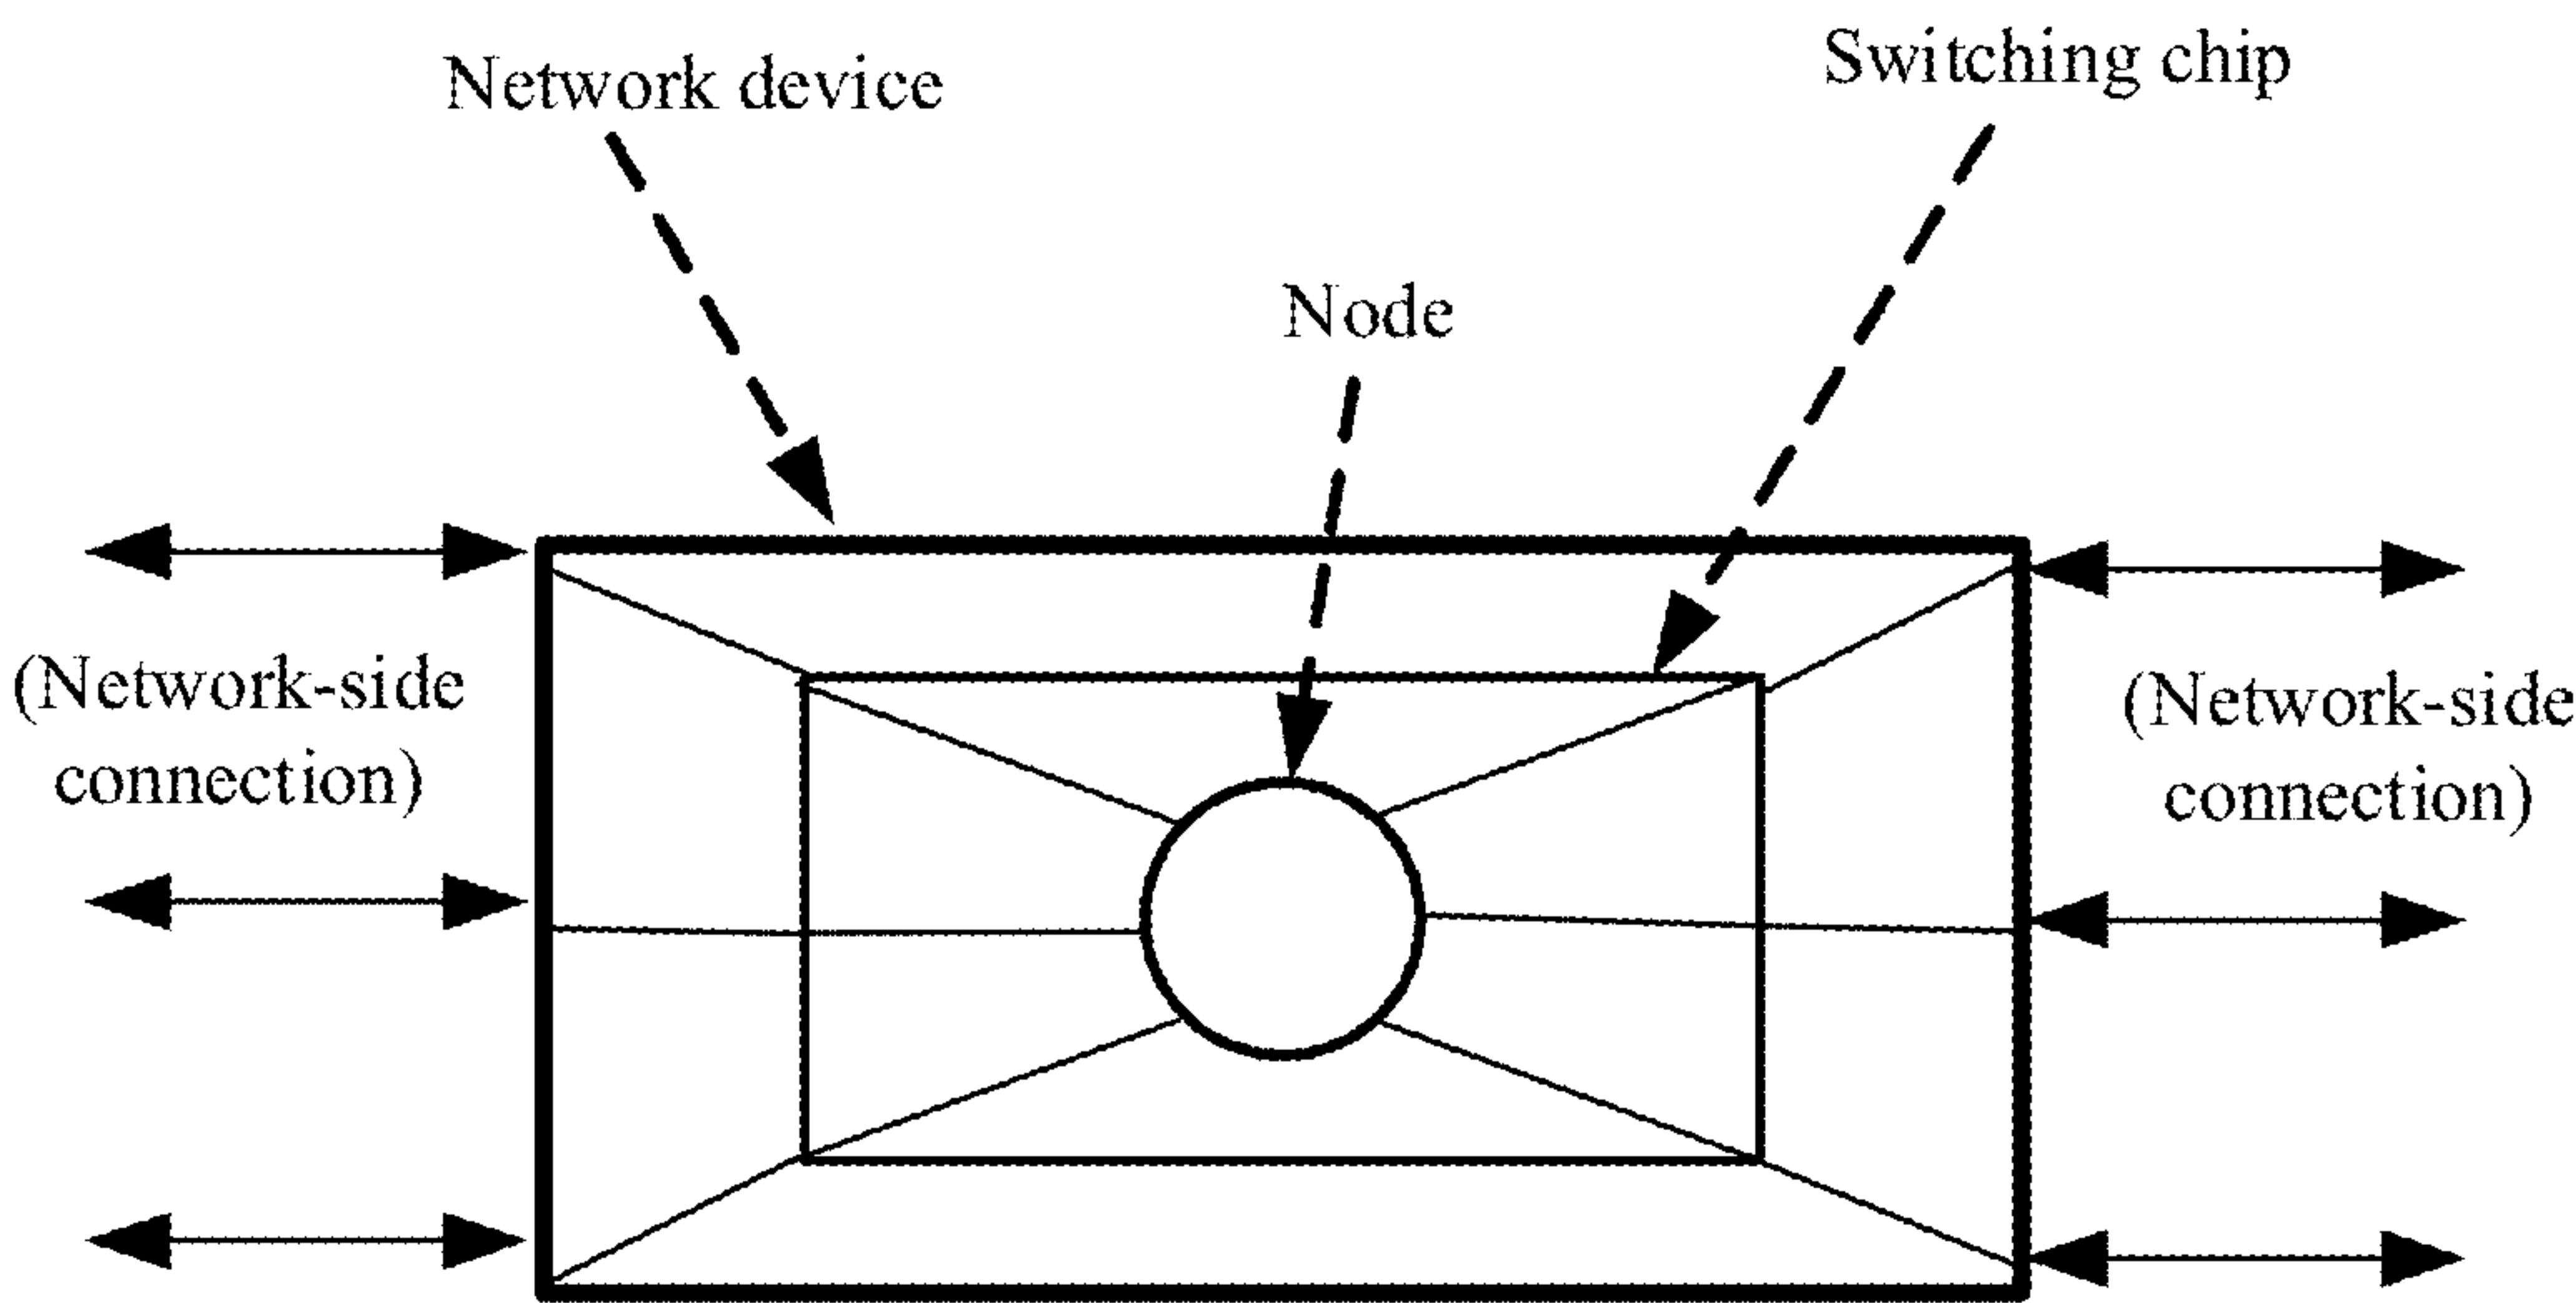 Network device
Switching chip
Node
(Network-side
connection)
(Network-side
connection)